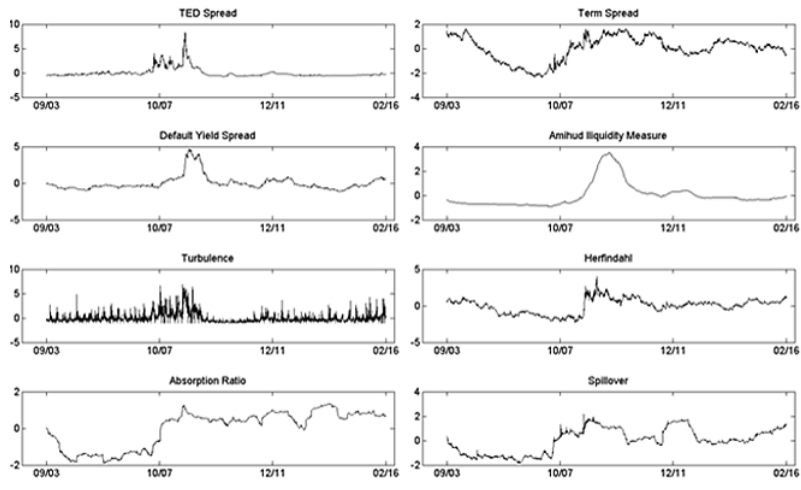 TED Spread
10
5
0
-5
09/03 10/07 12/11 02/16
Term Spread
2
0
-2
-4
09/03 10/07 12/11 02/16
Default Yield Spread
5
0
-5
09/03 10/07 12/11 02/16
Amihud Iliquidity Measure
4
2
0
-2
09/03 10/07 12/11 02/16
Turbulence
10
5
0
-5
09/03 10/07 12/11 02/16
Herfindahl
5
0
-5
09/03 10/07 12/11 02/16
Absorption Ratio
2
0
-2
09/03 10/07 12/11 02/16
Spillover
4
2
0
-2
09/03 10/07 12/11 02/16